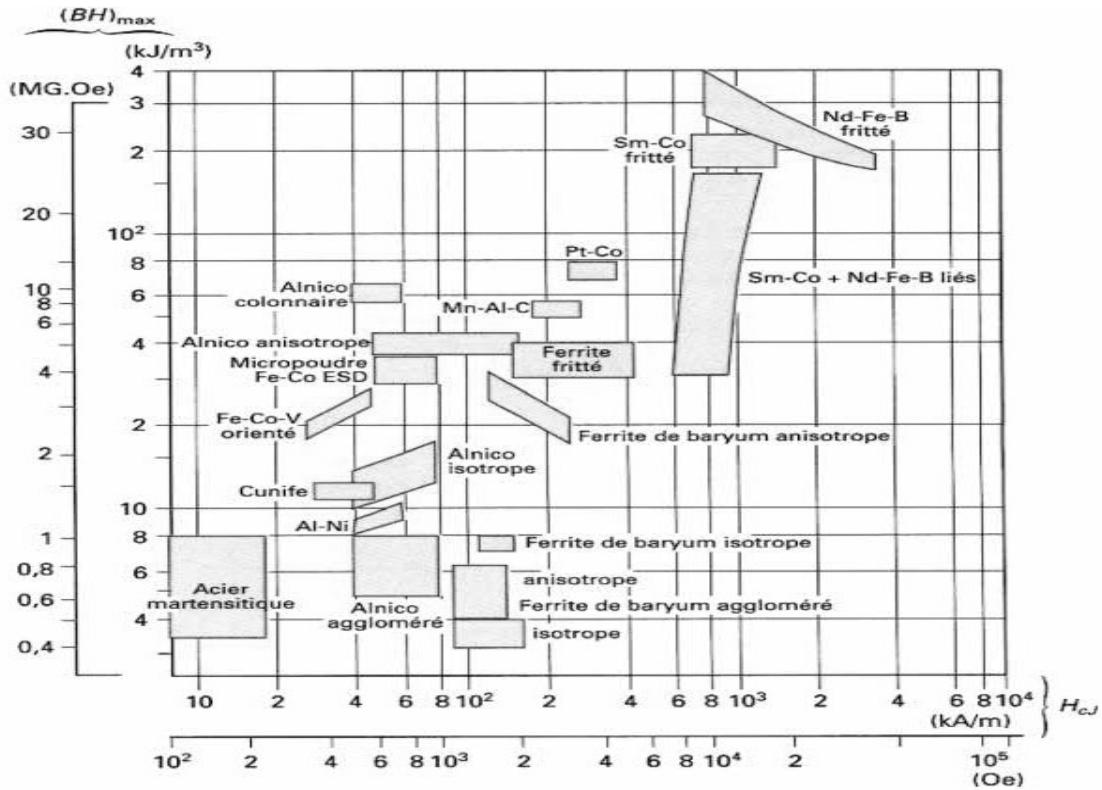 (BH)max
(kJ/m³)
(MG.Oe)
4
3
2
10²
8
6
4
2
10
8
6
4
30
20
10
8
6
4
2
1
0,8
0,6
0,4
Nd-Fe-B
fritté
Sm-Co
fritté
Pt-Co
Sm-Co + Nd-Fe-B liés
Alnico
colonnaire
Mn-Al-C
Alnico anisotrope
Ferrite
fritté
Micropoudre
Fe-Co ESD
Fe-Co-V
orienté
Ferrite de baryum anisotrope
Alnico
isotrope
Cunife
Al-Ni
Ferrite de baryum isotrope
anisotrope
Acier
martensitique
Alnico
aggloméré
Ferrite de baryum aggloméré
isotrope
10 2 4 6 8 10² 2 4 6 8 10³ 2 4 6 8 10⁴
(kA/m)
HcJ
10² 2 4 6 8 10³ 2 4 6 8 10⁴ 2 4 10⁵
(Oe)